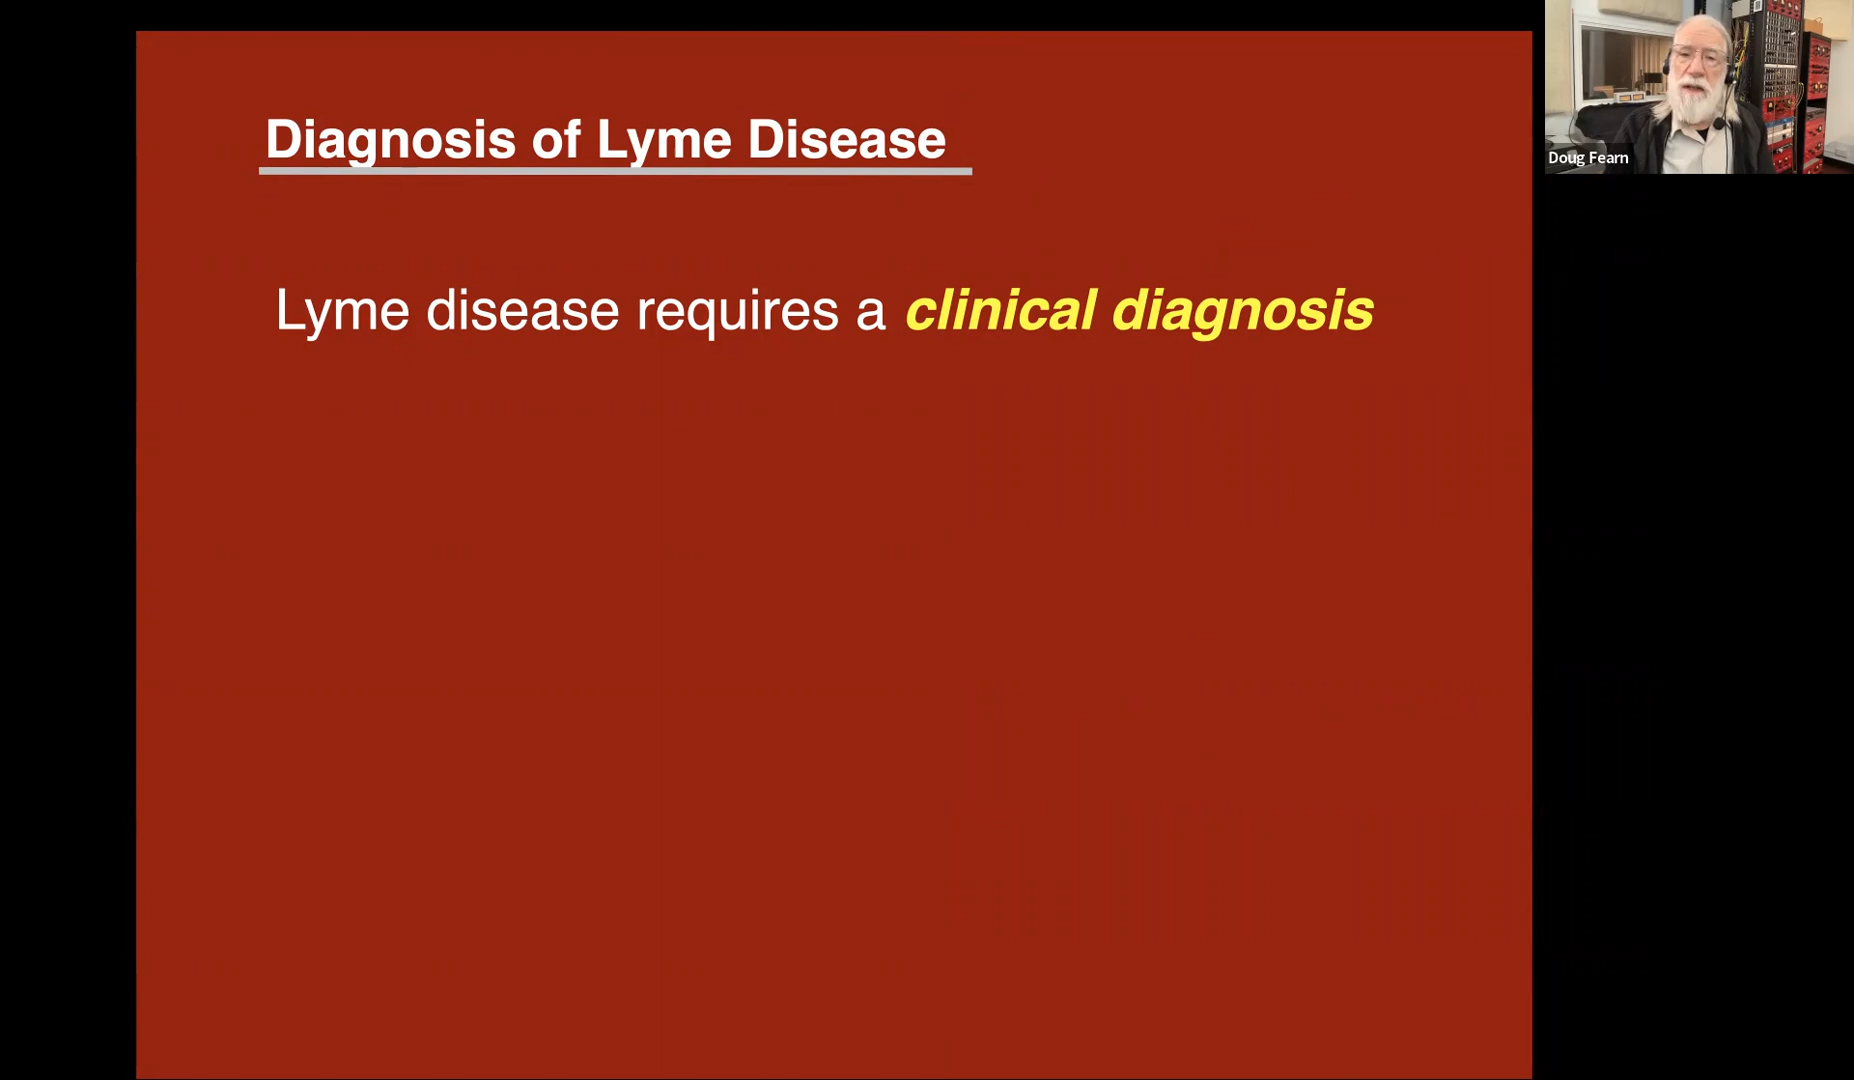 Diagnosis of Lyme Disease
Lyme disease requires a clinical diagnosis
Doug Fearn